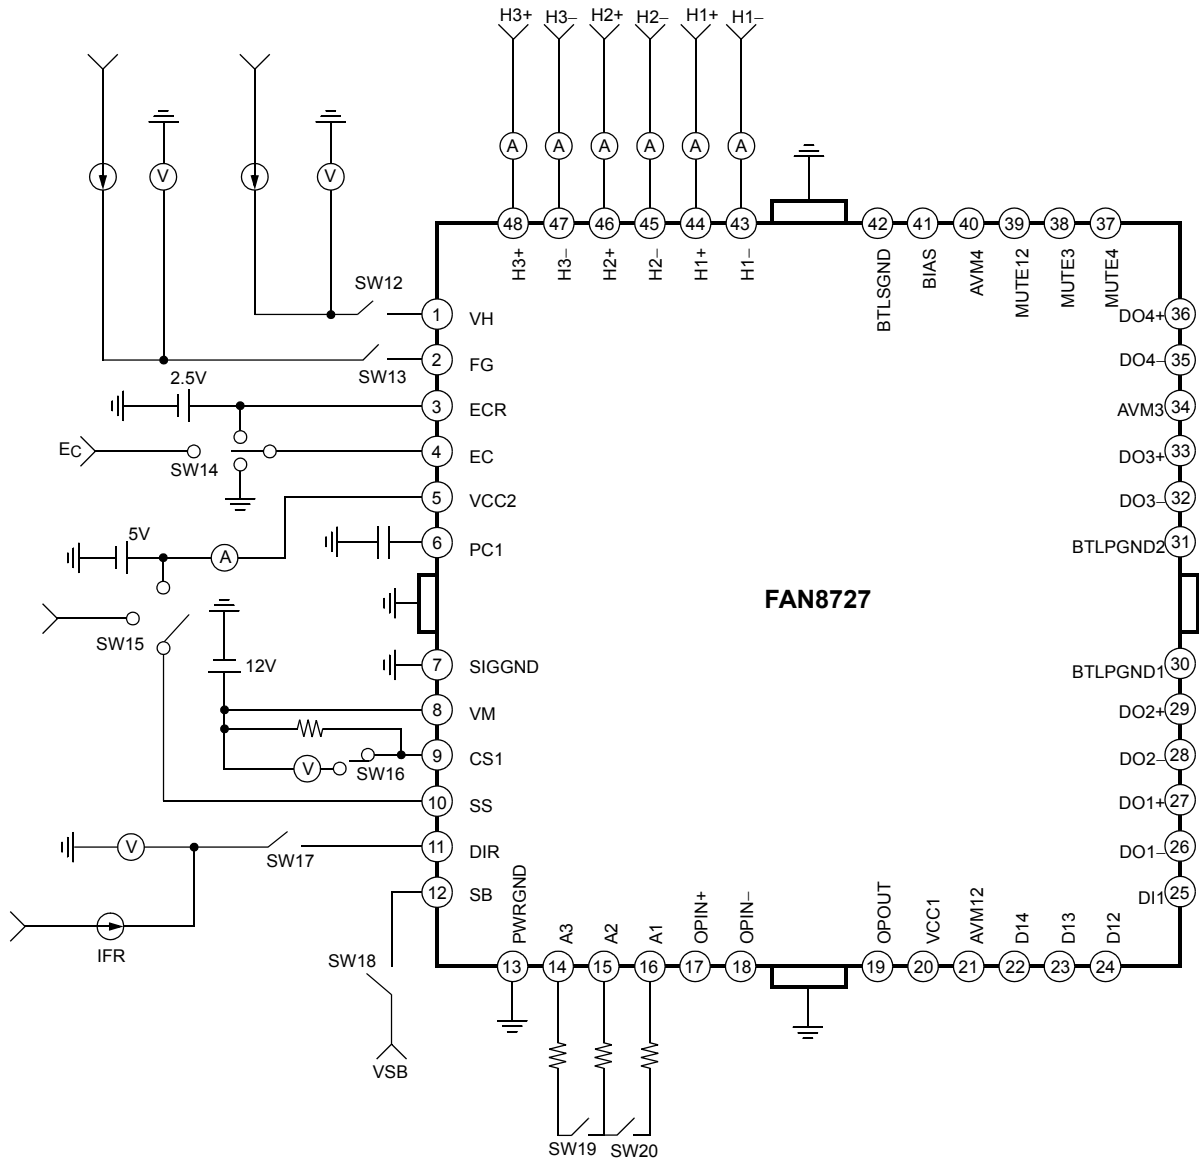 H3+ H3– H2+ H2– H1+ H1–
A A A A A A
V V
48 47 46 45 44 43 42 41 40 39 38 37
H3+ H3– H2+ H2– H1+ H1– BTLSGND BIAS AVM4 MUTE12 MUTE3 MUTE4
SW12
1 VH
DO4+ 36
2 FG
SW13
DO4– 35
2.5V
3 ECR
AVM3 34
EC
SW14
4 EC
DO3+ 33
5 VCC2
DO3– 32
5V
A
6 PC1
BTLPGND2 31
FAN8727
SW15
12V
7 SIGGND
BTLPGND1 30
8 VM
DO2+ 29
V
SW16
9 CS1
DO2– 28
10 SS
DO1+ 27
V
SW17
11 DIR
DO1– 26
12 SB
DI1 25
IFR
PWRGND A3 A2 A1 OPIN+ OPIN– OPOUT VCC1 AVM12 D14 D13 D12
SW18
13 14 15 16 17 18 19 20 21 22 23 24
VSB
SW19 SW20